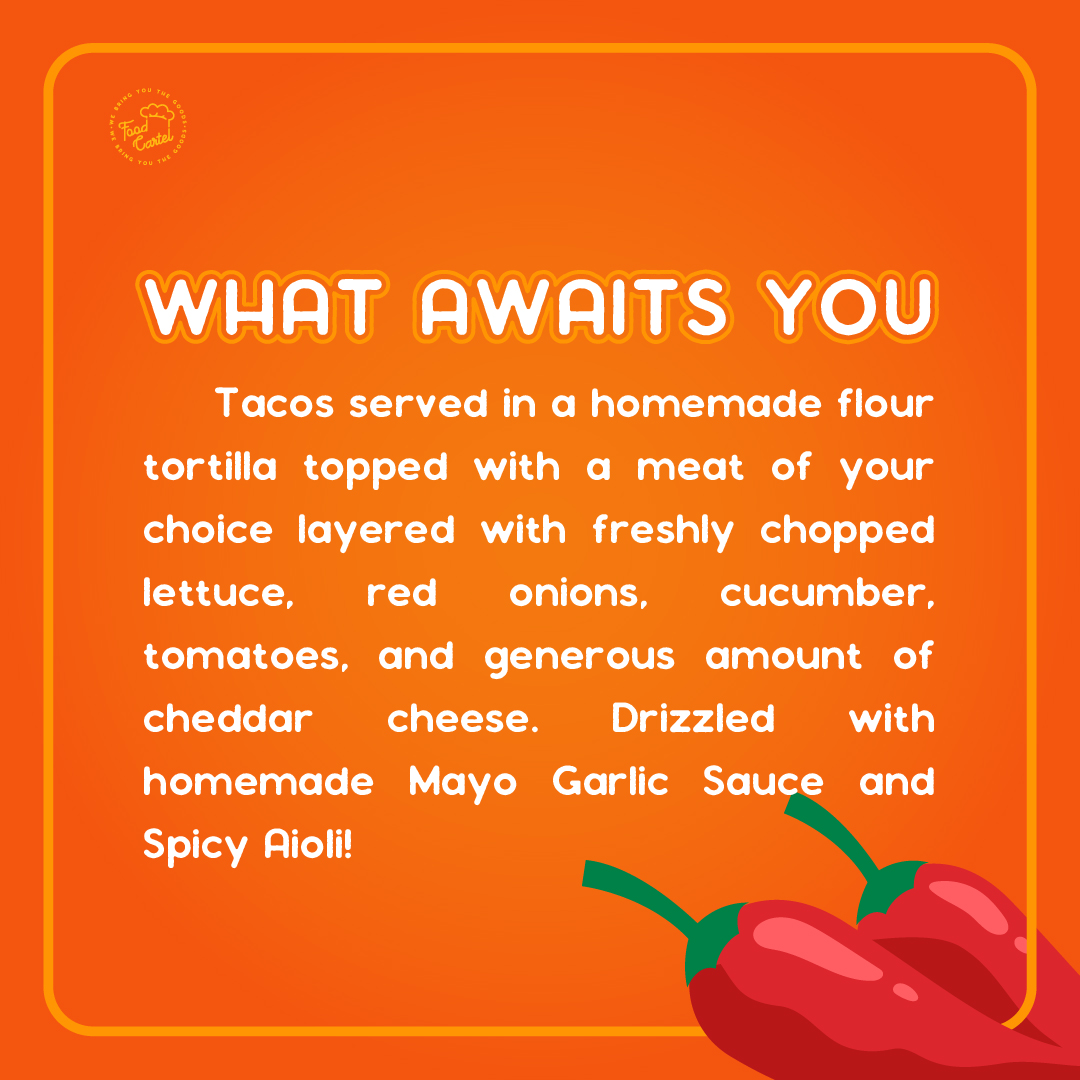 WE BRING YOU THE GOODS
Food
Cartel
WE BRING YOU THE GOODS
WHAT AWAITS YOU
Tacos served in a homemade flour
tortilla topped with a meat of your
choice layered with freshly chopped
lettuce, red onions, cucumber,
tomatoes, and generous amount of
cheddar cheese. Drizzled with
homemade Mayo Garlic Sauce and
Spicy Aioli!